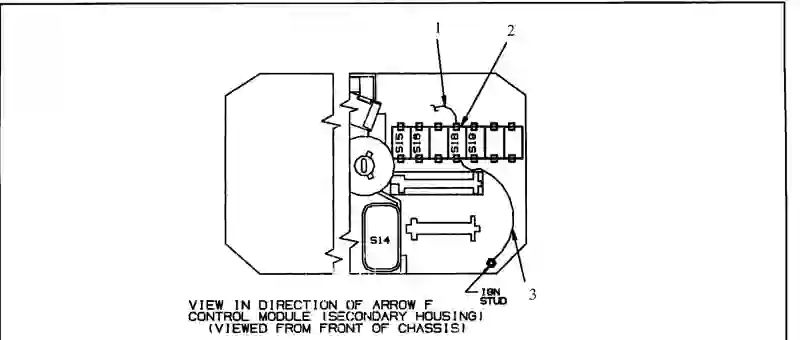 1
2
S15
S16
S18
S19
S14
IGN
STUD
3
VIEW IN DIRECTION OF ARROW F
CONTROL MODULE (SECONDARY HOUSING)
(VIEWED FROM FRONT OF CHASSIS)